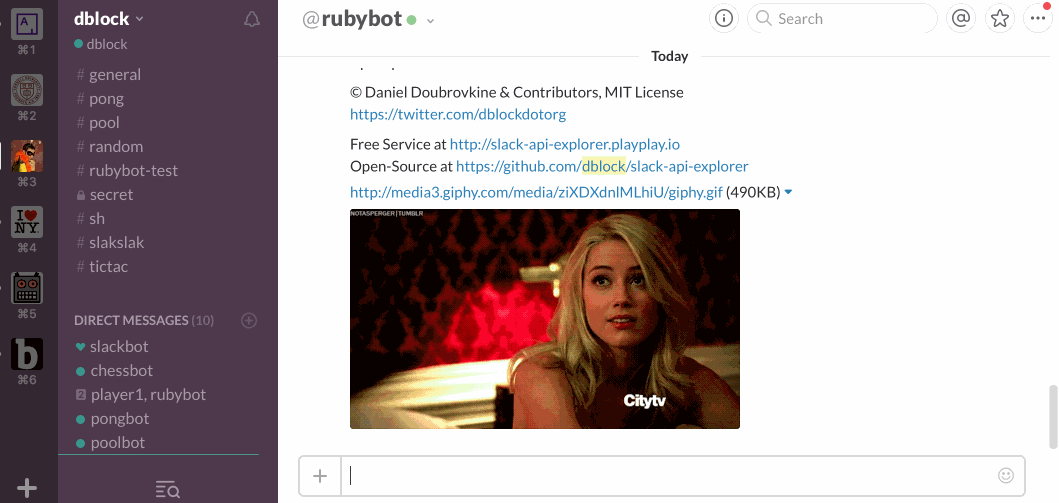 A
⌘1
⌘2
⌘3
I ♥ NY
⌘4
⌘5
b
⌘6
+
dblock
dblock
# general
# pong
# pool
# random
# rubybot-test
secret
# sh
# slakslak
# tictac
DIRECT MESSAGES (10)
slackbot
chessbot
2 player1, rubybot
pongbot
poolbot
@rubybot
Search
@
Today
© Daniel Doubrovkine & Contributors, MIT License
https://twitter.com/dblockdotorg
Free Service at http://slack-api-explorer.playplay.io
Open-Source at https://github.com/dblock/slack-api-explorer
http://media3.giphy.com/media/ziXDXdnIMLhiU/giphy.gif (490KB)
NOTASPERGER|TUMBLR
Citytv